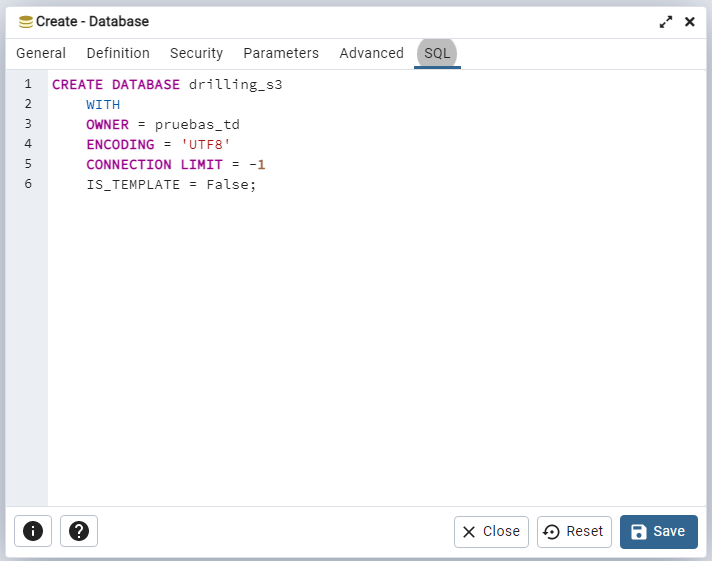 Create - Database
General Definition Security Parameters Advanced SQL
1 CREATE DATABASE drilling_s3
2 WITH
3 OWNER = pruebas_td
4 ENCODING = 'UTF8'
5 CONNECTION LIMIT = -1
6 IS_TEMPLATE = False;
Close Reset Save